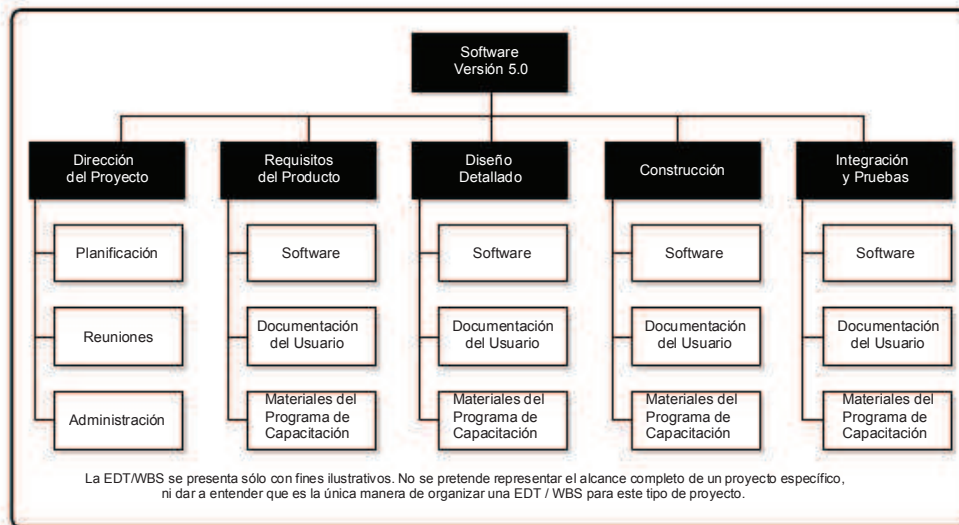 Software
Versión 5.0
Dirección
del Proyecto
Requisitos
del Producto
Diseño
Detallado
Construcción
Integración
y Pruebas
Planificación
Software
Software
Software
Software
Reuniones
Documentación
del Usuario
Documentación
del Usuario
Documentación
del Usuario
Documentación
del Usuario
Administración
Materiales del
Programa de
Capacitación
Materiales del
Programa de
Capacitación
Materiales del
Programa de
Capacitación
Materiales del
Programa de
Capacitación
La EDT/WBS se presenta sólo con fines ilustrativos. No se pretende representar el alcance completo de un proyecto específico,
ni dar a entender que es la única manera de organizar una EDT / WBS para este tipo de proyecto.